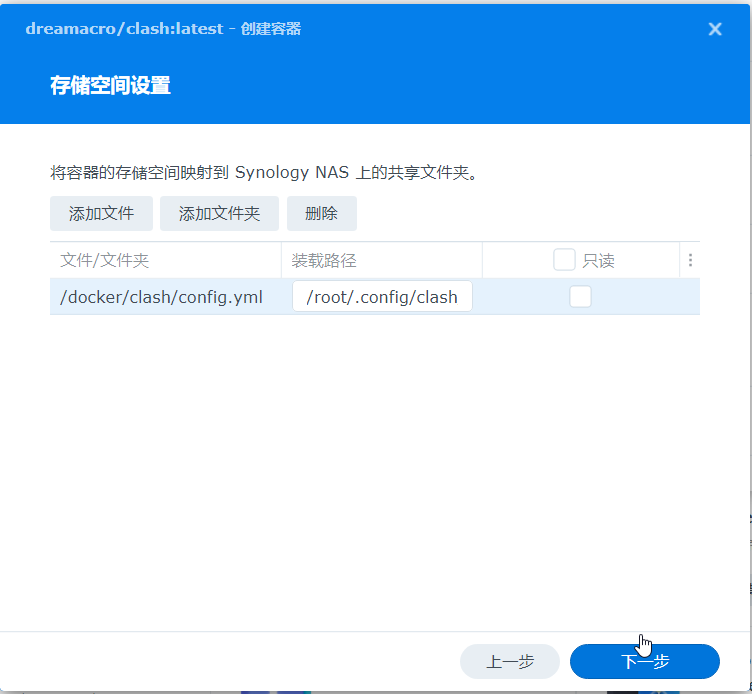 dreamacro/clash:latest - 创建容器
存储空间设置
将容器的存储空间映射到 Synology NAS 上的共享文件夹。
添加文件 添加文件夹 删除
文件/文件夹 装载路径 只读
/docker/clash/config.yml /root/.config/clash
上一步 下一步